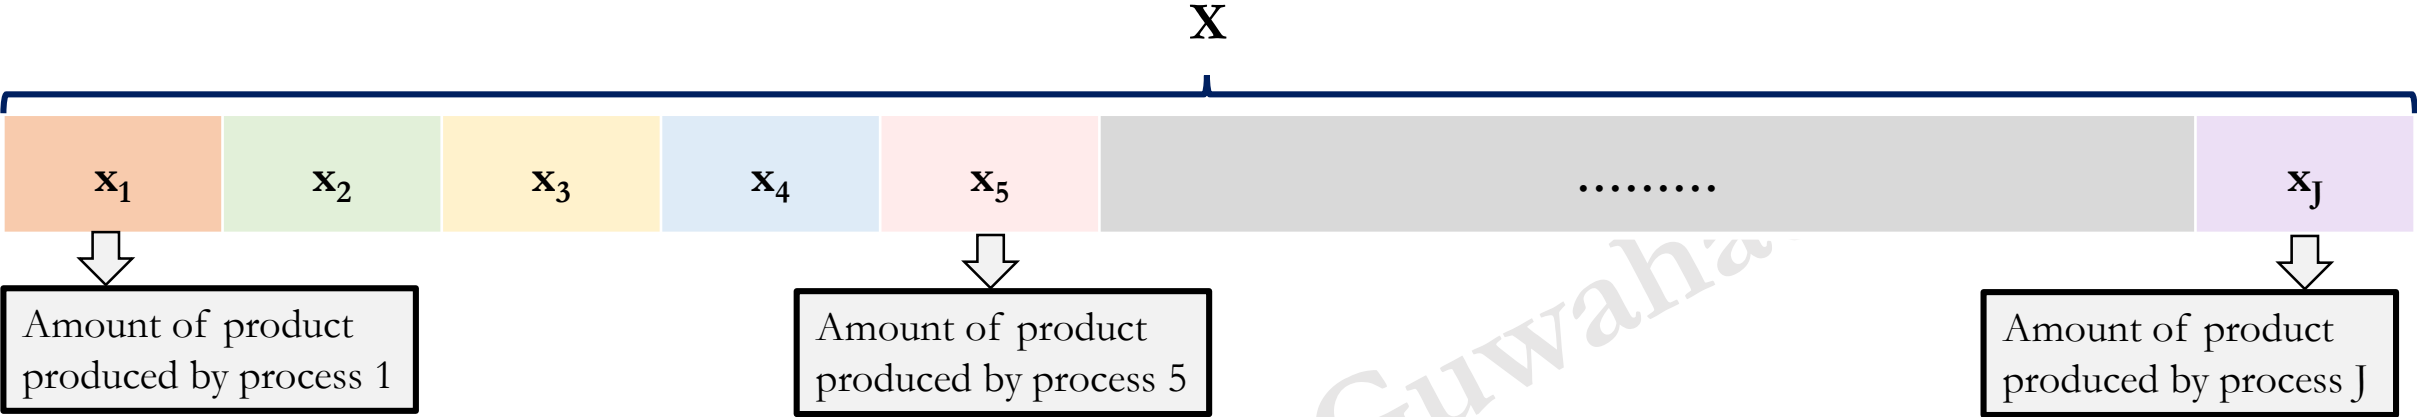 X
x1 x2 x3 x4 x5 ......... xJ
Amount of product
produced by process 1
Amount of product
produced by process 5
Amount of product
produced by process J